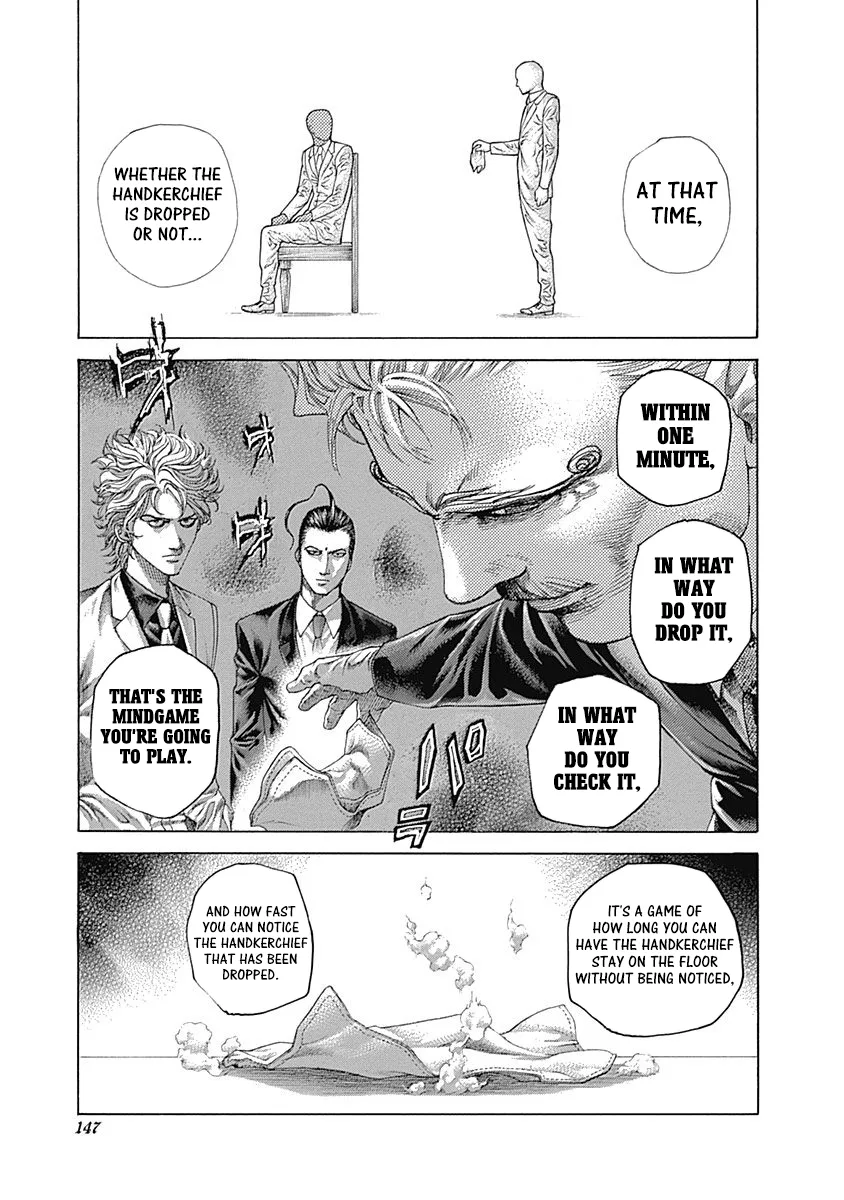 AT THAT
TIME,
WHETHER THE
HANDKERCHIEF
IS DROPPED
OR NOT...
WITHIN
ONE
MINUTE,
IN WHAT
WAY
DO YOU
DROP IT,
IN WHAT
WAY
DO YOU
CHECK IT,
THAT'S THE
MINDGAME
YOU'RE GOING
TO PLAY.
IT'S A GAME OF
HOW LONG YOU CAN
HAVE THE HANDKERCHIEF
STAY ON THE FLOOR
WITHOUT BEING NOTICED,
AND HOW FAST
YOU CAN NOTICE
THE HANDKERCHIEF
THAT HAS BEEN
DROPPED.
147